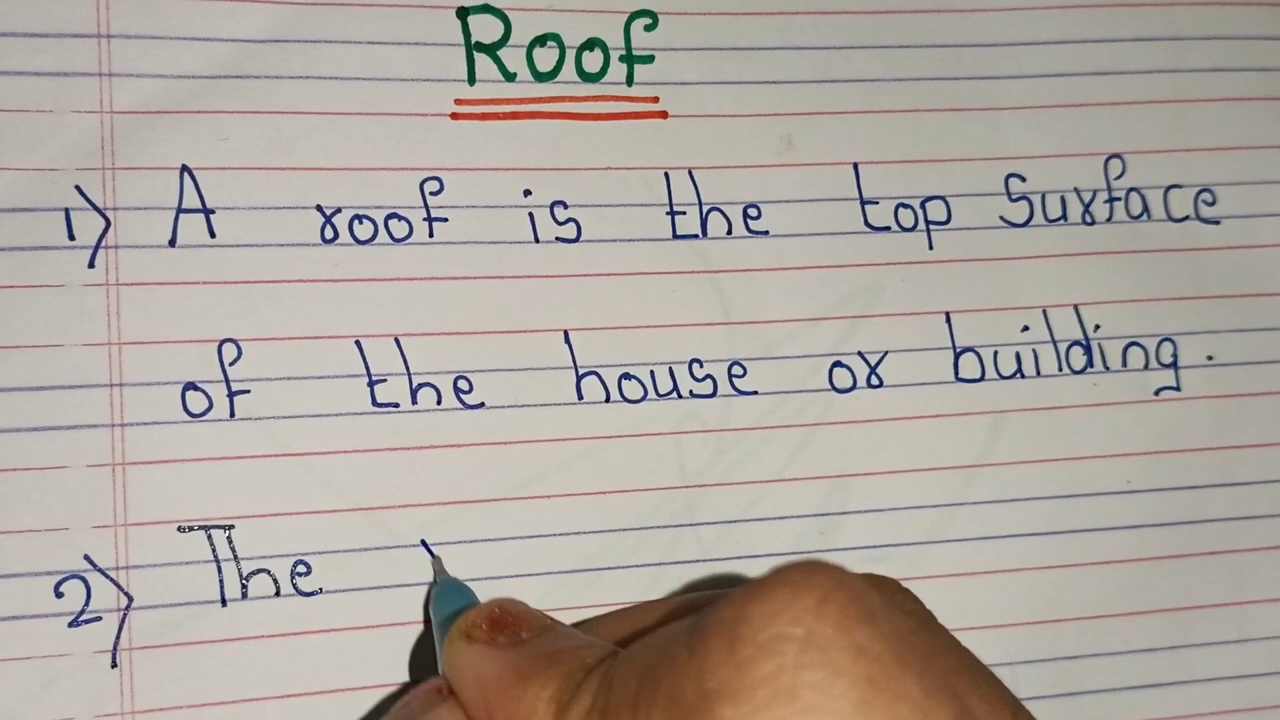 Roof
1) A roof is the top Surface
of the house or building.
2) The